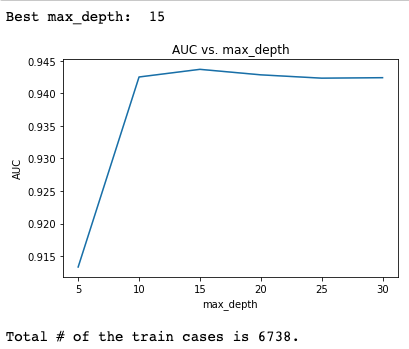 Best max_depth:  15
AUC vs. max_depth
0.945
0.940
0.935
0.930
0.925
0.920
0.915
AUC
5 10 15 20 25 30
max_depth
Total # of the train cases is 6738.